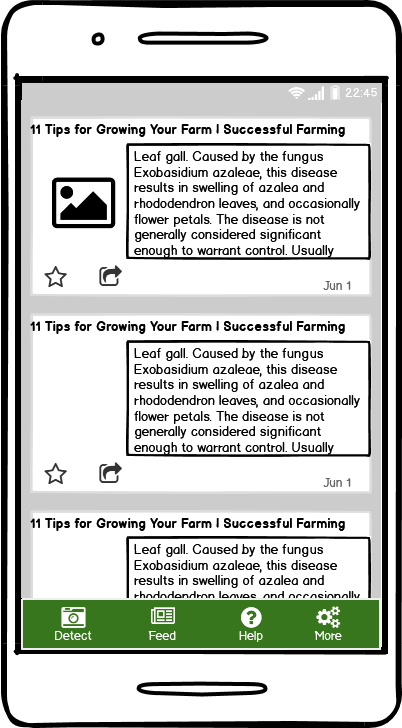 22:45
11 Tips for Growing Your Farm | Successful Farming
Leaf gall. Caused by the fungus
Exobasidium azaleae, this disease
results in swelling of azalea and
rhododendron leaves, and occasionally
flower petals. The disease is not
generally considered significant
enough to warrant control. Usually
Jun 1
11 Tips for Growing Your Farm | Successful Farming
Leaf gall. Caused by the fungus
Exobasidium azaleae, this disease
results in swelling of azalea and
rhododendron leaves, and occasionally
flower petals. The disease is not
generally considered significant
enough to warrant control. Usually
Jun 1
11 Tips for Growing Your Farm | Successful Farming
Leaf gall. Caused by the fungus
Exobasidium azaleae, this disease
results in swelling of azalea and
rhododendron leaves, and occasionally
Detect
Feed
Help
More